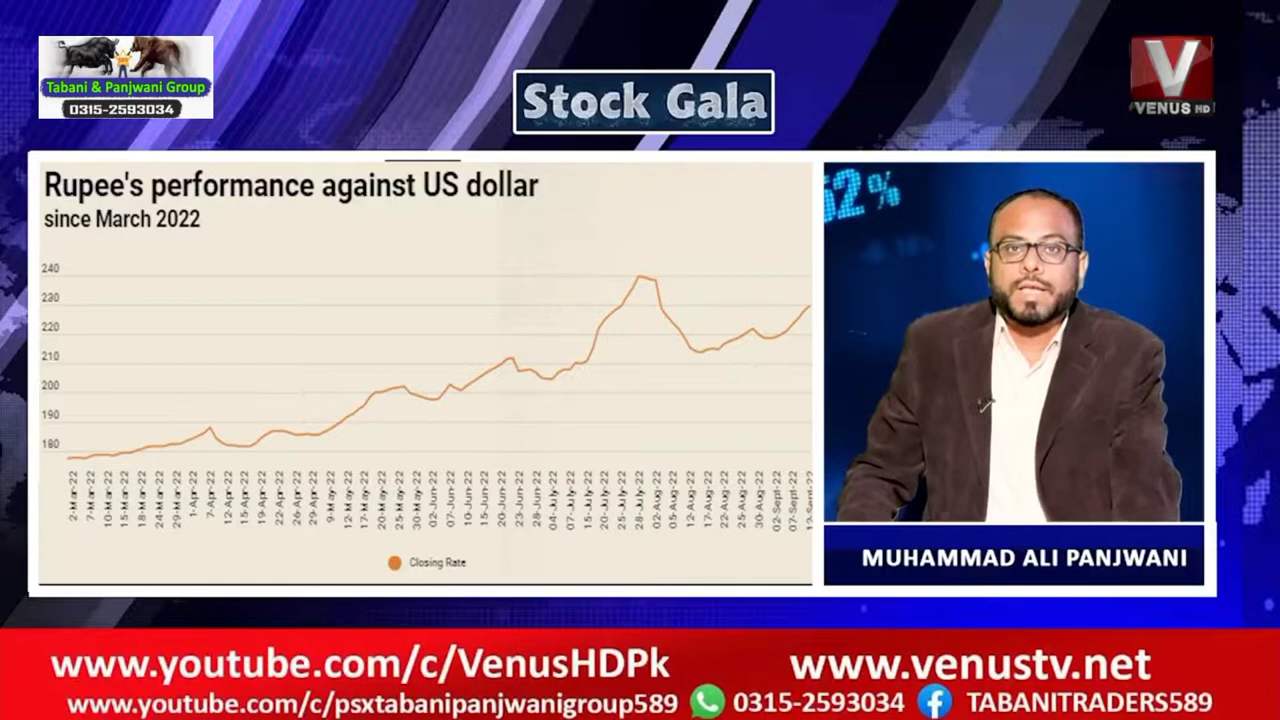 Tabani & Panjwani Group
0315-2593034
Stock Gala
V
VENUS HD
Rupee's performance against US dollar
since March 2022
240
230
220
210
200
190
180
2-Mar-22
7-Mar-22
10-Mar-22
15-Mar-22
18-Mar-22
24-Mar-22
29-Mar-22
1-Apr-22
7-Apr-22
12-Apr-22
15-Apr-22
19-Apr-22
22-Apr-22
26-Apr-22
29-Apr-22
9-May-22
12-May-22
17-May-22
20-May-22
25-May-22
30-May-22
02-Jun-22
07-Jun-22
10-Jun-22
15-Jun-22
20-Jun-22
23-Jun-22
28-Jun-22
04-July-22
07-July-22
15-July-22
20-July-22
25-July-22
28-July-22
02-Aug-22
05-Aug-22
12-Aug-22
17-Aug-22
22-Aug-22
25-Aug-22
30-Aug-22
02-Sept-22
07-Sept-22
12-Sept-22
Closing Rate
52%
MUHAMMAD ALI PANJWANI
www.youtube.com/c/VenusHDPk
www.venustv.net
www.youtube.com/c/psxtabanipanjwanigroup589
0315-2593034
TABANITRADERS589